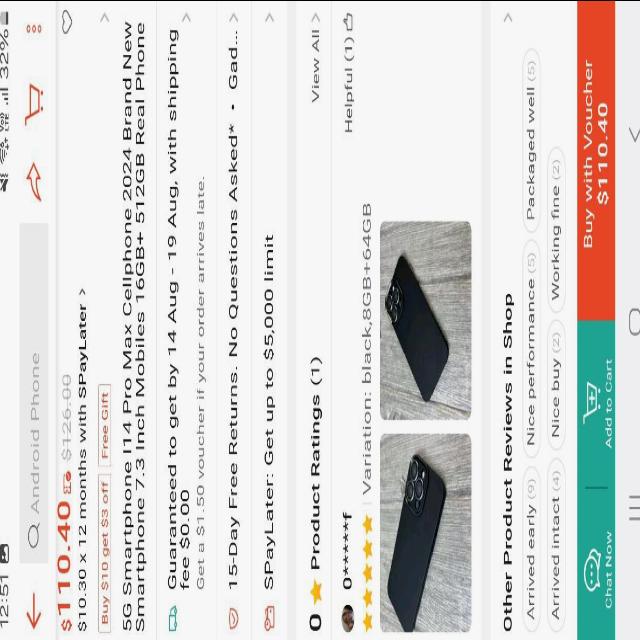 12:51 32%
Android Phone
$110.40 $126.00
$10.30 x 12 months with SPayLater >
Buy $10 get $3 off Free Gift
5G Smartphone I14 Pro Max Cellphone 2024 Brand New
Smartphone 7.3 Inch Mobiles 16GB+ 512GB Real Phone
Guaranteed to get by 14 Aug - 19 Aug, with shipping
fee $0.00
Get a $1.50 voucher if your order arrives late.
15-Day Free Returns. No Questions Asked* • Gad...
SPayLater: Get up to $5,000 limit
0 Product Ratings (1) View All >
0*****f Helpful (1)
Variation: black,8GB+64GB
Other Product Reviews in Shop
Arrived early (9) Nice performance (5) Packaged well (5)
Arrived intact (4) Nice buy (2) Working fine (2)
Chat Now
Add to Cart
Buy with Voucher
$110.40